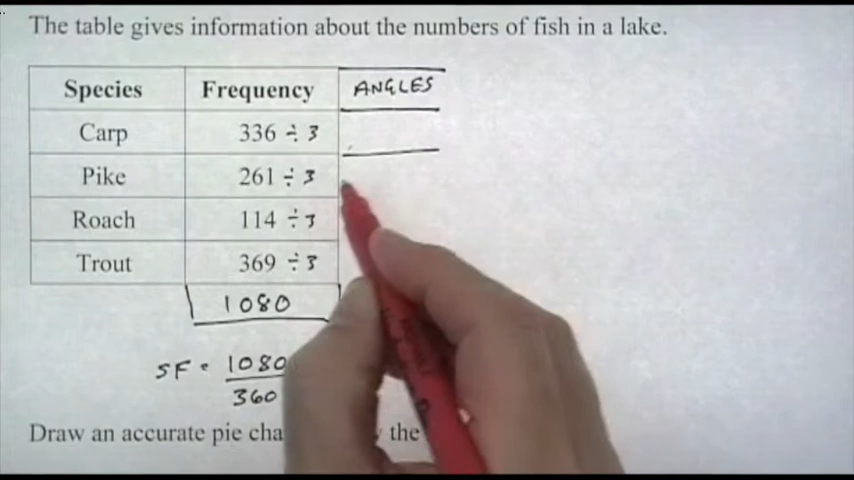 The table gives information about the numbers of fish in a lake.
Species Frequency ANGLES
Carp 336 ÷ 3
Pike 261 ÷ 3
Roach 114 ÷ 3
Trout 369 ÷ 3
1080
SF = 1080
360
Draw an accurate pie the